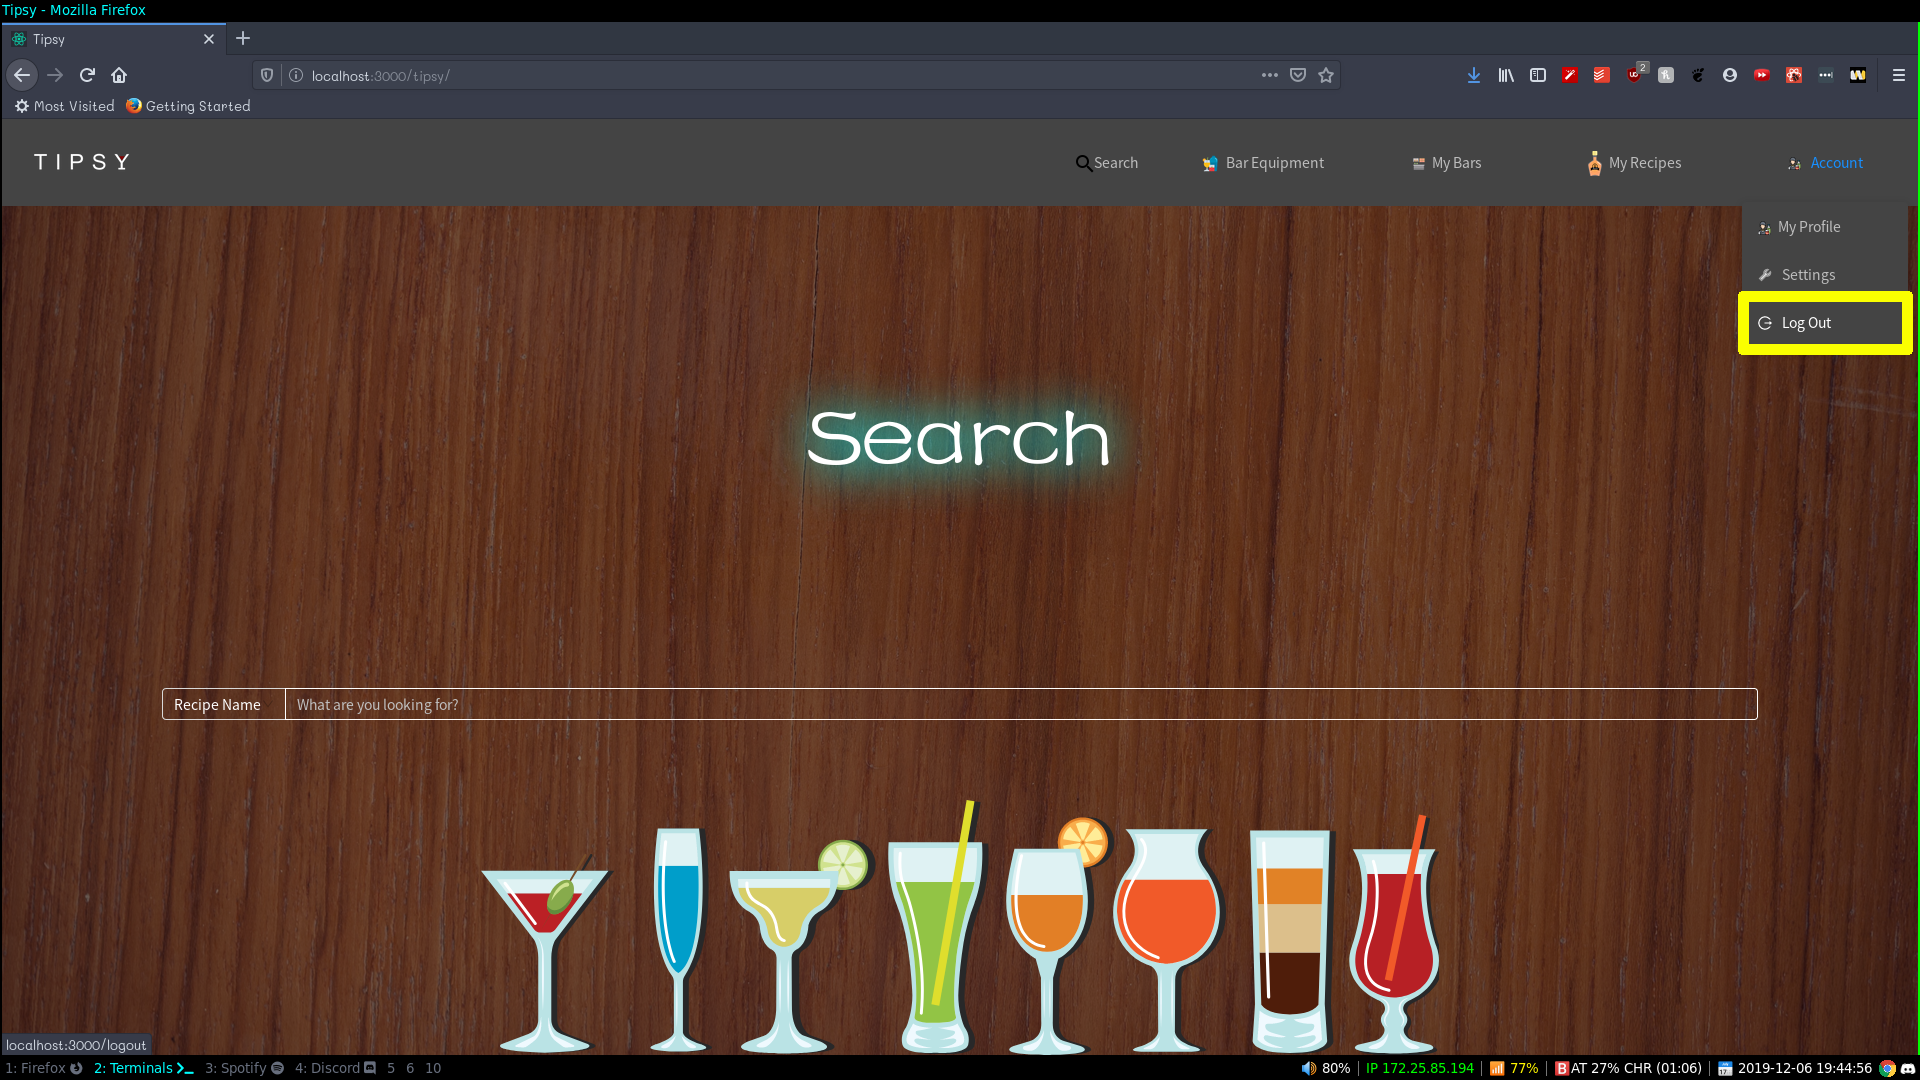 Tipsy - Mozilla Firefox
Tipsy
localhost:3000/tipsy/
2
Most Visited Getting Started
TIPSY
Search Bar Equipment My Bars My Recipes Account
My Profile
Settings
Log Out
Search
Recipe Name What are you looking for?
localhost:3000/logout
1: Firefox 2: Terminals 3: Spotify 4: Discord 5 6 10 80% IP 172.25.85.194 77% BAT 27% CHR (01:06) 2019-12-06 19:44:56